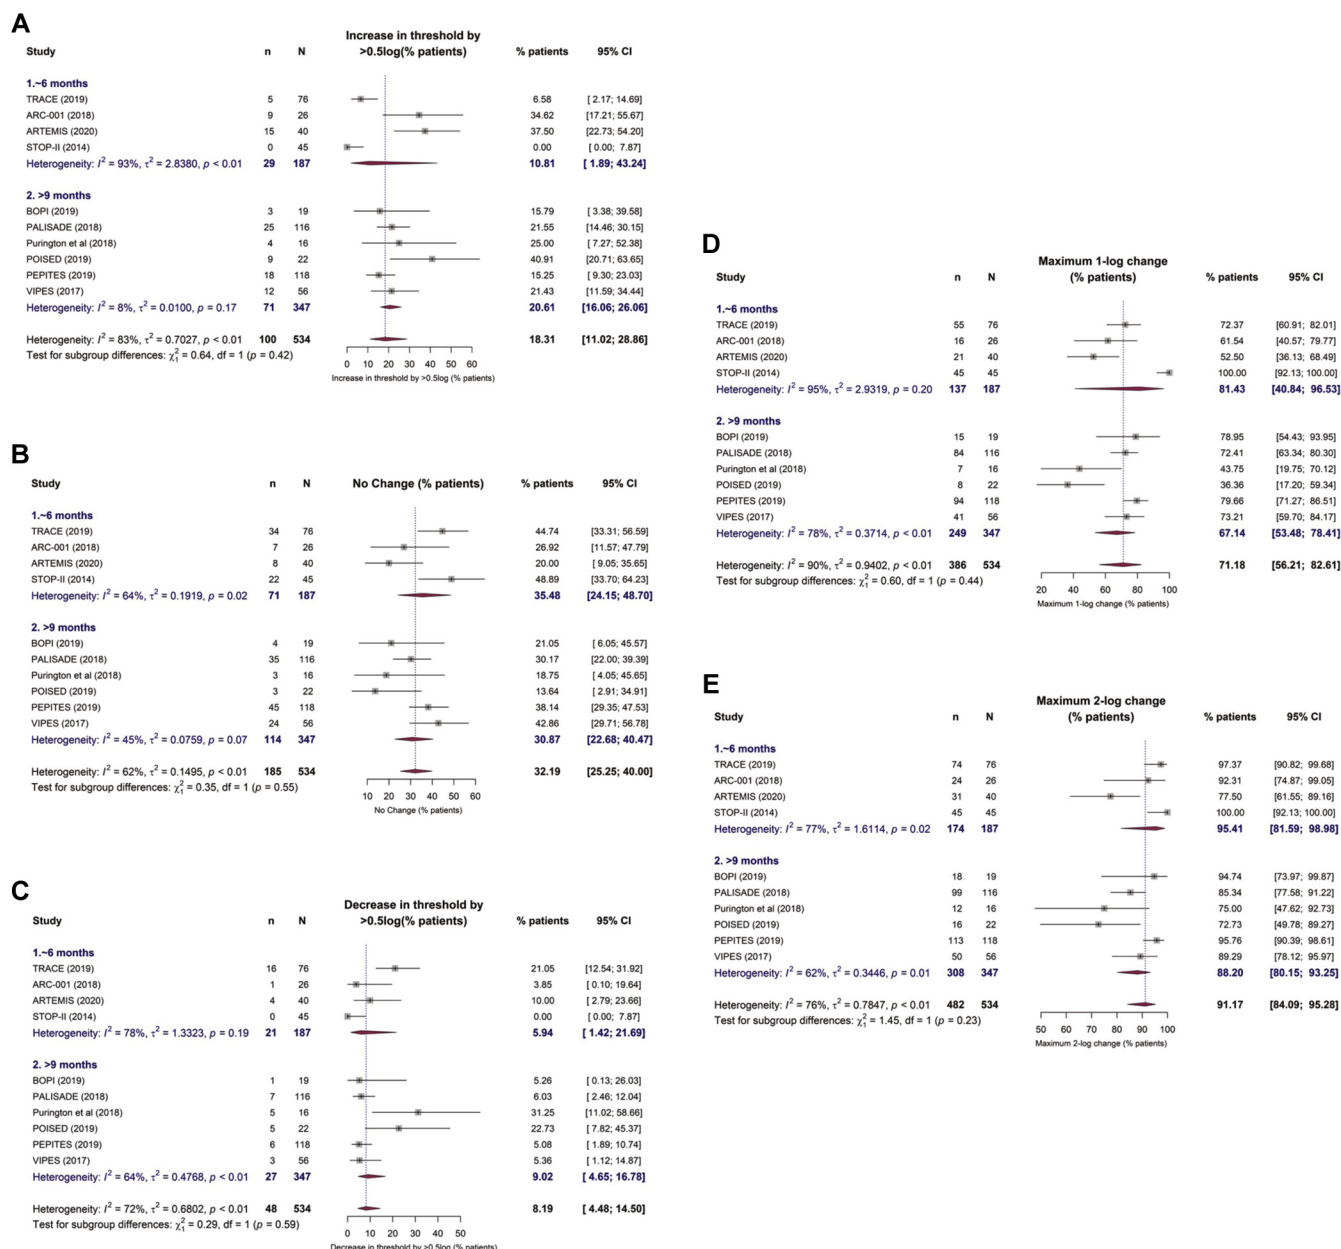 A
Increase in threshold by
Study n N >0.5log(% patients) % patients 95% CI
1.~6 months
TRACE (2019) 5 76 6.58 [ 2.17; 14.69]
ARC-001 (2018) 9 26 34.62 [17.21; 55.67]
ARTEMIS (2020) 15 40 37.50 [22.73; 54.20]
STOP-II (2014) 0 45 0.00 [ 0.00; 7.87]
Heterogeneity: I² = 93%, τ² = 2.8380, p < 0.01 29 187 10.81 [ 1.89; 43.24]
2. >9 months
BOPI (2019) 3 19 15.79 [ 3.38; 39.58]
PALISADE (2018) 25 116 21.55 [14.46; 30.15]
Purington et al (2018) 4 16 25.00 [ 7.27; 52.38]
POISED (2019) 9 22 40.91 [20.71; 63.65]
PEPITES (2019) 18 118 15.25 [ 9.30; 23.03]
VIPES (2017) 12 56 21.43 [11.59; 34.44]
Heterogeneity: I² = 8%, τ² = 0.0100, p = 0.17 71 347 20.61 [16.06; 26.06]
Heterogeneity: I² = 83%, τ² = 0.7027, p < 0.01 100 534 18.31 [11.02; 28.86]
Test for subgroup differences: χ₁² = 0.64, df = 1 (p = 0.42)
0 10 20 30 40 50 60
Increase in threshold by >0.5log (% patients)
B
Study n N No Change (% patients) % patients 95% CI
1.~6 months
TRACE (2019) 34 76 44.74 [33.31; 56.59]
ARC-001 (2018) 7 26 26.92 [11.57; 47.79]
ARTEMIS (2020) 8 40 20.00 [ 9.05; 35.65]
STOP-II (2014) 22 45 48.89 [33.70; 64.23]
Heterogeneity: I² = 64%, τ² = 0.1919, p = 0.02 71 187 35.48 [24.15; 48.70]
2. >9 months
BOPI (2019) 4 19 21.05 [ 6.05; 45.57]
PALISADE (2018) 35 116 30.17 [22.00; 39.39]
Purington et al (2018) 3 16 18.75 [ 4.05; 45.65]
POISED (2019) 3 22 13.64 [ 2.91; 34.91]
PEPITES (2019) 45 118 38.14 [29.35; 47.53]
VIPES (2017) 24 56 42.86 [29.71; 56.78]
Heterogeneity: I² = 45%, τ² = 0.0759, p = 0.07 114 347 30.87 [22.68; 40.47]
Heterogeneity: I² = 62%, τ² = 0.1495, p < 0.01 185 534 32.19 [25.25; 40.00]
Test for subgroup differences: χ₁² = 0.35, df = 1 (p = 0.55)
10 20 30 40 50 60
No Change (% patients)
C
Decrease in threshold by
Study n N >0.5log(% patients) % patients 95% CI
1.~6 months
TRACE (2019) 16 76 21.05 [12.54; 31.92]
ARC-001 (2018) 1 26 3.85 [ 0.10; 19.64]
ARTEMIS (2020) 4 40 10.00 [ 2.79; 23.66]
STOP-II (2014) 0 45 0.00 [ 0.00; 7.87]
Heterogeneity: I² = 78%, τ² = 1.3323, p = 0.19 21 187 5.94 [ 1.42; 21.69]
2. >9 months
BOPI (2019) 1 19 5.26 [ 0.13; 26.03]
PALISADE (2018) 7 116 6.03 [ 2.46; 12.04]
Purington et al (2018) 5 16 31.25 [11.02; 58.66]
POISED (2019) 5 22 22.73 [ 7.82; 45.37]
PEPITES (2019) 6 118 5.08 [ 1.89; 10.74]
VIPES (2017) 3 56 5.36 [ 1.12; 14.87]
Heterogeneity: I² = 64%, τ² = 0.4768, p < 0.01 27 347 9.02 [ 4.65; 16.78]
Heterogeneity: I² = 72%, τ² = 0.6802, p < 0.01 48 534 8.19 [ 4.48; 14.50]
Test for subgroup differences: χ₁² = 0.29, df = 1 (p = 0.59)
0 10 20 30 40 50
Decrease in threshold by >0.5log (% patients)
D
Maximum 1-log change
Study n N (% patients) % patients 95% CI
1.~6 months
TRACE (2019) 55 76 72.37 [60.91; 82.01]
ARC-001 (2018) 16 26 61.54 [40.57; 79.77]
ARTEMIS (2020) 21 40 52.50 [36.13; 68.49]
STOP-II (2014) 45 45 100.00 [92.13; 100.00]
Heterogeneity: I² = 95%, τ² = 2.9319, p = 0.20 137 187 81.43 [40.84; 96.53]
2. >9 months
BOPI (2019) 15 19 78.95 [54.43; 93.95]
PALISADE (2018) 84 116 72.41 [63.34; 80.30]
Purington et al (2018) 7 16 43.75 [19.75; 70.12]
POISED (2019) 8 22 36.36 [17.20; 59.34]
PEPITES (2019) 94 118 79.66 [71.27; 86.51]
VIPES (2017) 41 56 73.21 [59.70; 84.17]
Heterogeneity: I² = 78%, τ² = 0.3714, p < 0.01 249 347 67.14 [53.48; 78.41]
Heterogeneity: I² = 90%, τ² = 0.9402, p < 0.01 386 534 71.18 [56.21; 82.61]
Test for subgroup differences: χ₁² = 0.60, df = 1 (p = 0.44)
20 40 60 80 100
Maximum 1-log change (% patients)
E
Maximum 2-log change
Study n N (% patients) % patients 95% CI
1.~6 months
TRACE (2019) 74 76 97.37 [90.82; 99.68]
ARC-001 (2018) 24 26 92.31 [74.87; 99.05]
ARTEMIS (2020) 31 40 77.50 [61.55; 89.16]
STOP-II (2014) 45 45 100.00 [92.13; 100.00]
Heterogeneity: I² = 77%, τ² = 1.6114, p = 0.02 174 187 95.41 [81.59; 98.98]
2. >9 months
BOPI (2019) 18 19 94.74 [73.97; 99.87]
PALISADE (2018) 99 116 85.34 [77.58; 91.22]
Purington et al (2018) 12 16 75.00 [47.62; 92.73]
POISED (2019) 16 22 72.73 [49.78; 89.27]
PEPITES (2019) 113 118 95.76 [90.39; 98.61]
VIPES (2017) 50 56 89.29 [78.12; 95.97]
Heterogeneity: I² = 62%, τ² = 0.3446, p = 0.01 308 347 88.20 [80.15; 93.25]
Heterogeneity: I² = 76%, τ² = 0.7847, p < 0.01 482 534 91.17 [84.09; 95.28]
Test for subgroup differences: χ₁² = 1.45, df = 1 (p = 0.23)
50 60 70 80 90 100
Maximum 2-log change (% patients)